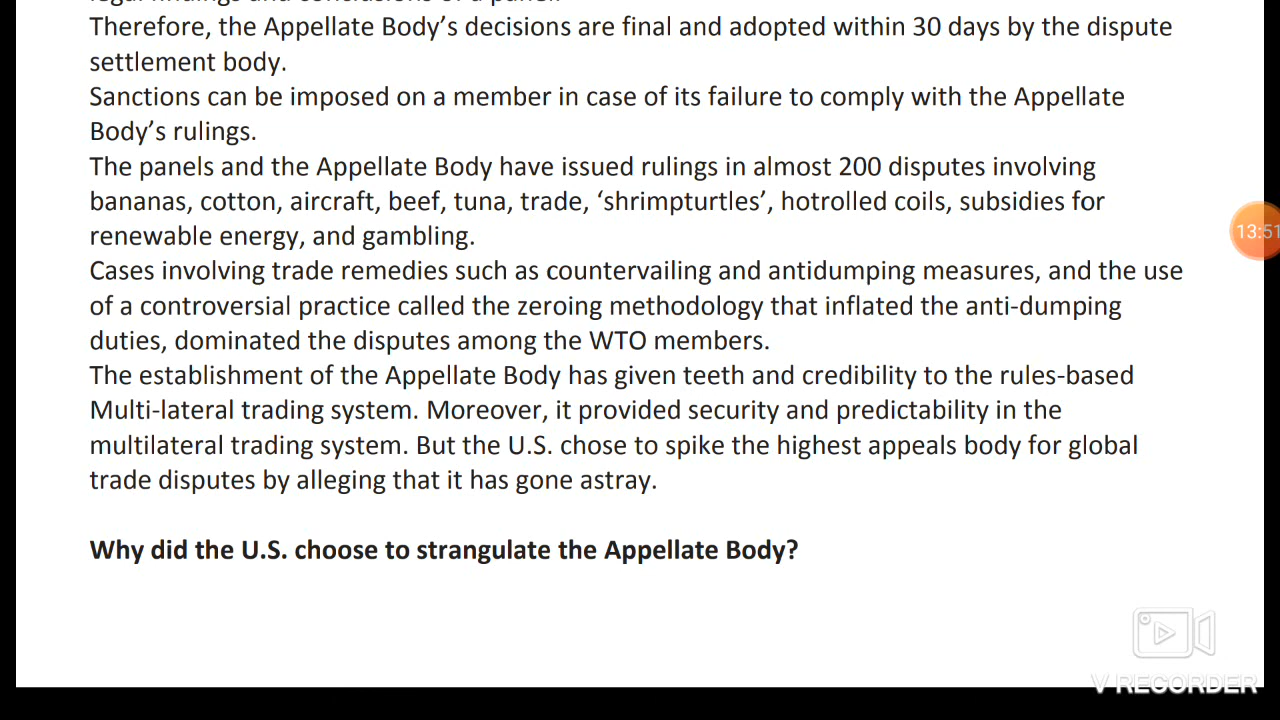 legal findings and conclusions of a panel.
Therefore, the Appellate Body’s decisions are final and adopted within 30 days by the dispute
settlement body.
Sanctions can be imposed on a member in case of its failure to comply with the Appellate
Body’s rulings.
The panels and the Appellate Body have issued rulings in almost 200 disputes involving
bananas, cotton, aircraft, beef, tuna, trade, ‘shrimpturtles’, hotrolled coils, subsidies for
renewable energy, and gambling.
Cases involving trade remedies such as countervailing and antidumping measures, and the use
of a controversial practice called the zeroing methodology that inflated the anti-dumping
duties, dominated the disputes among the WTO members.
The establishment of the Appellate Body has given teeth and credibility to the rules-based
Multi-lateral trading system. Moreover, it provided security and predictability in the
multilateral trading system. But the U.S. chose to spike the highest appeals body for global
trade disputes by alleging that it has gone astray.
Why did the U.S. choose to strangulate the Appellate Body?
13:51
V RECORDER